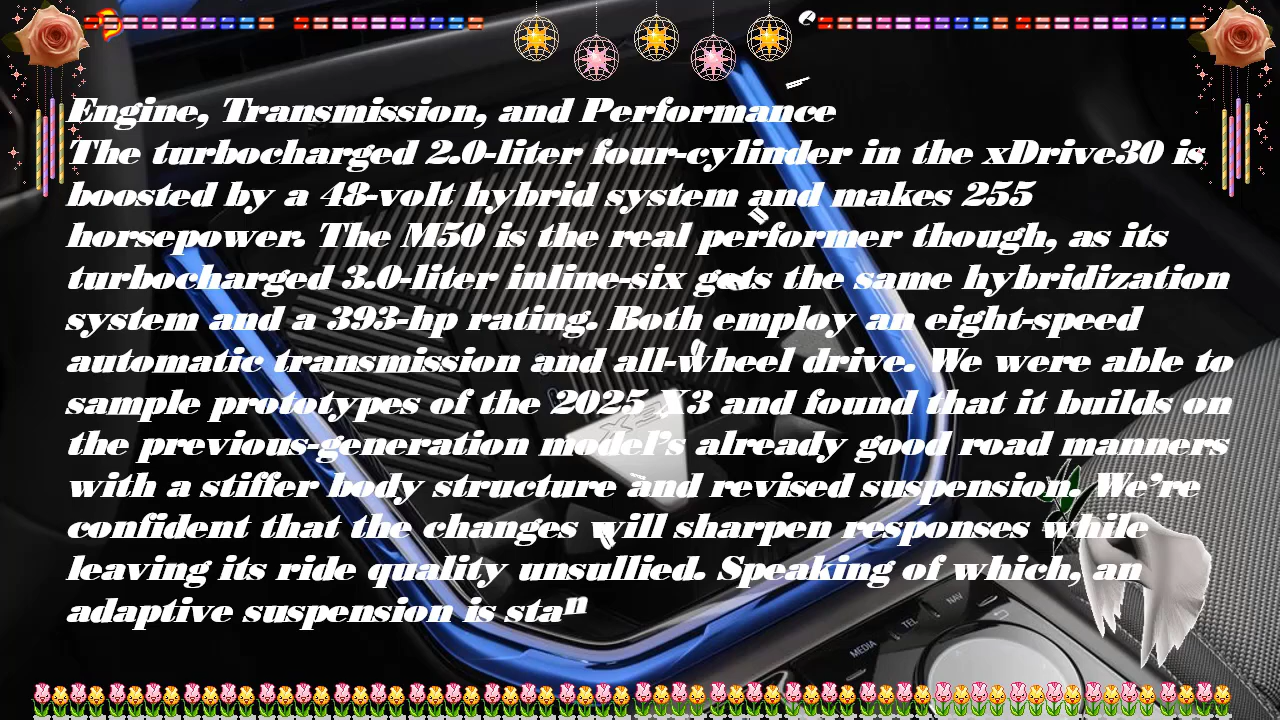 Engine, Transmission, and Performance
The turbocharged 2.0-liter four-cylinder in the xDrive30 is
boosted by a 48-volt hybrid system and makes 255
horsepower. The M50 is the real performer though, as its
turbocharged 3.0-liter inline-six gets the same hybridization
system and a 393-hp rating. Both employ an eight-speed
automatic transmission and all-wheel drive. We were able to
sample prototypes of the 2025 X3 and found that it builds on
the previous-generation model's already good road manners
with a stiffer body structure and revised suspension. We're
confident that the changes will sharpen responses while
leaving its ride quality unsullied. Speaking of which, an
adaptive suspension is stan
X3
NAV
TEL
MEDIA